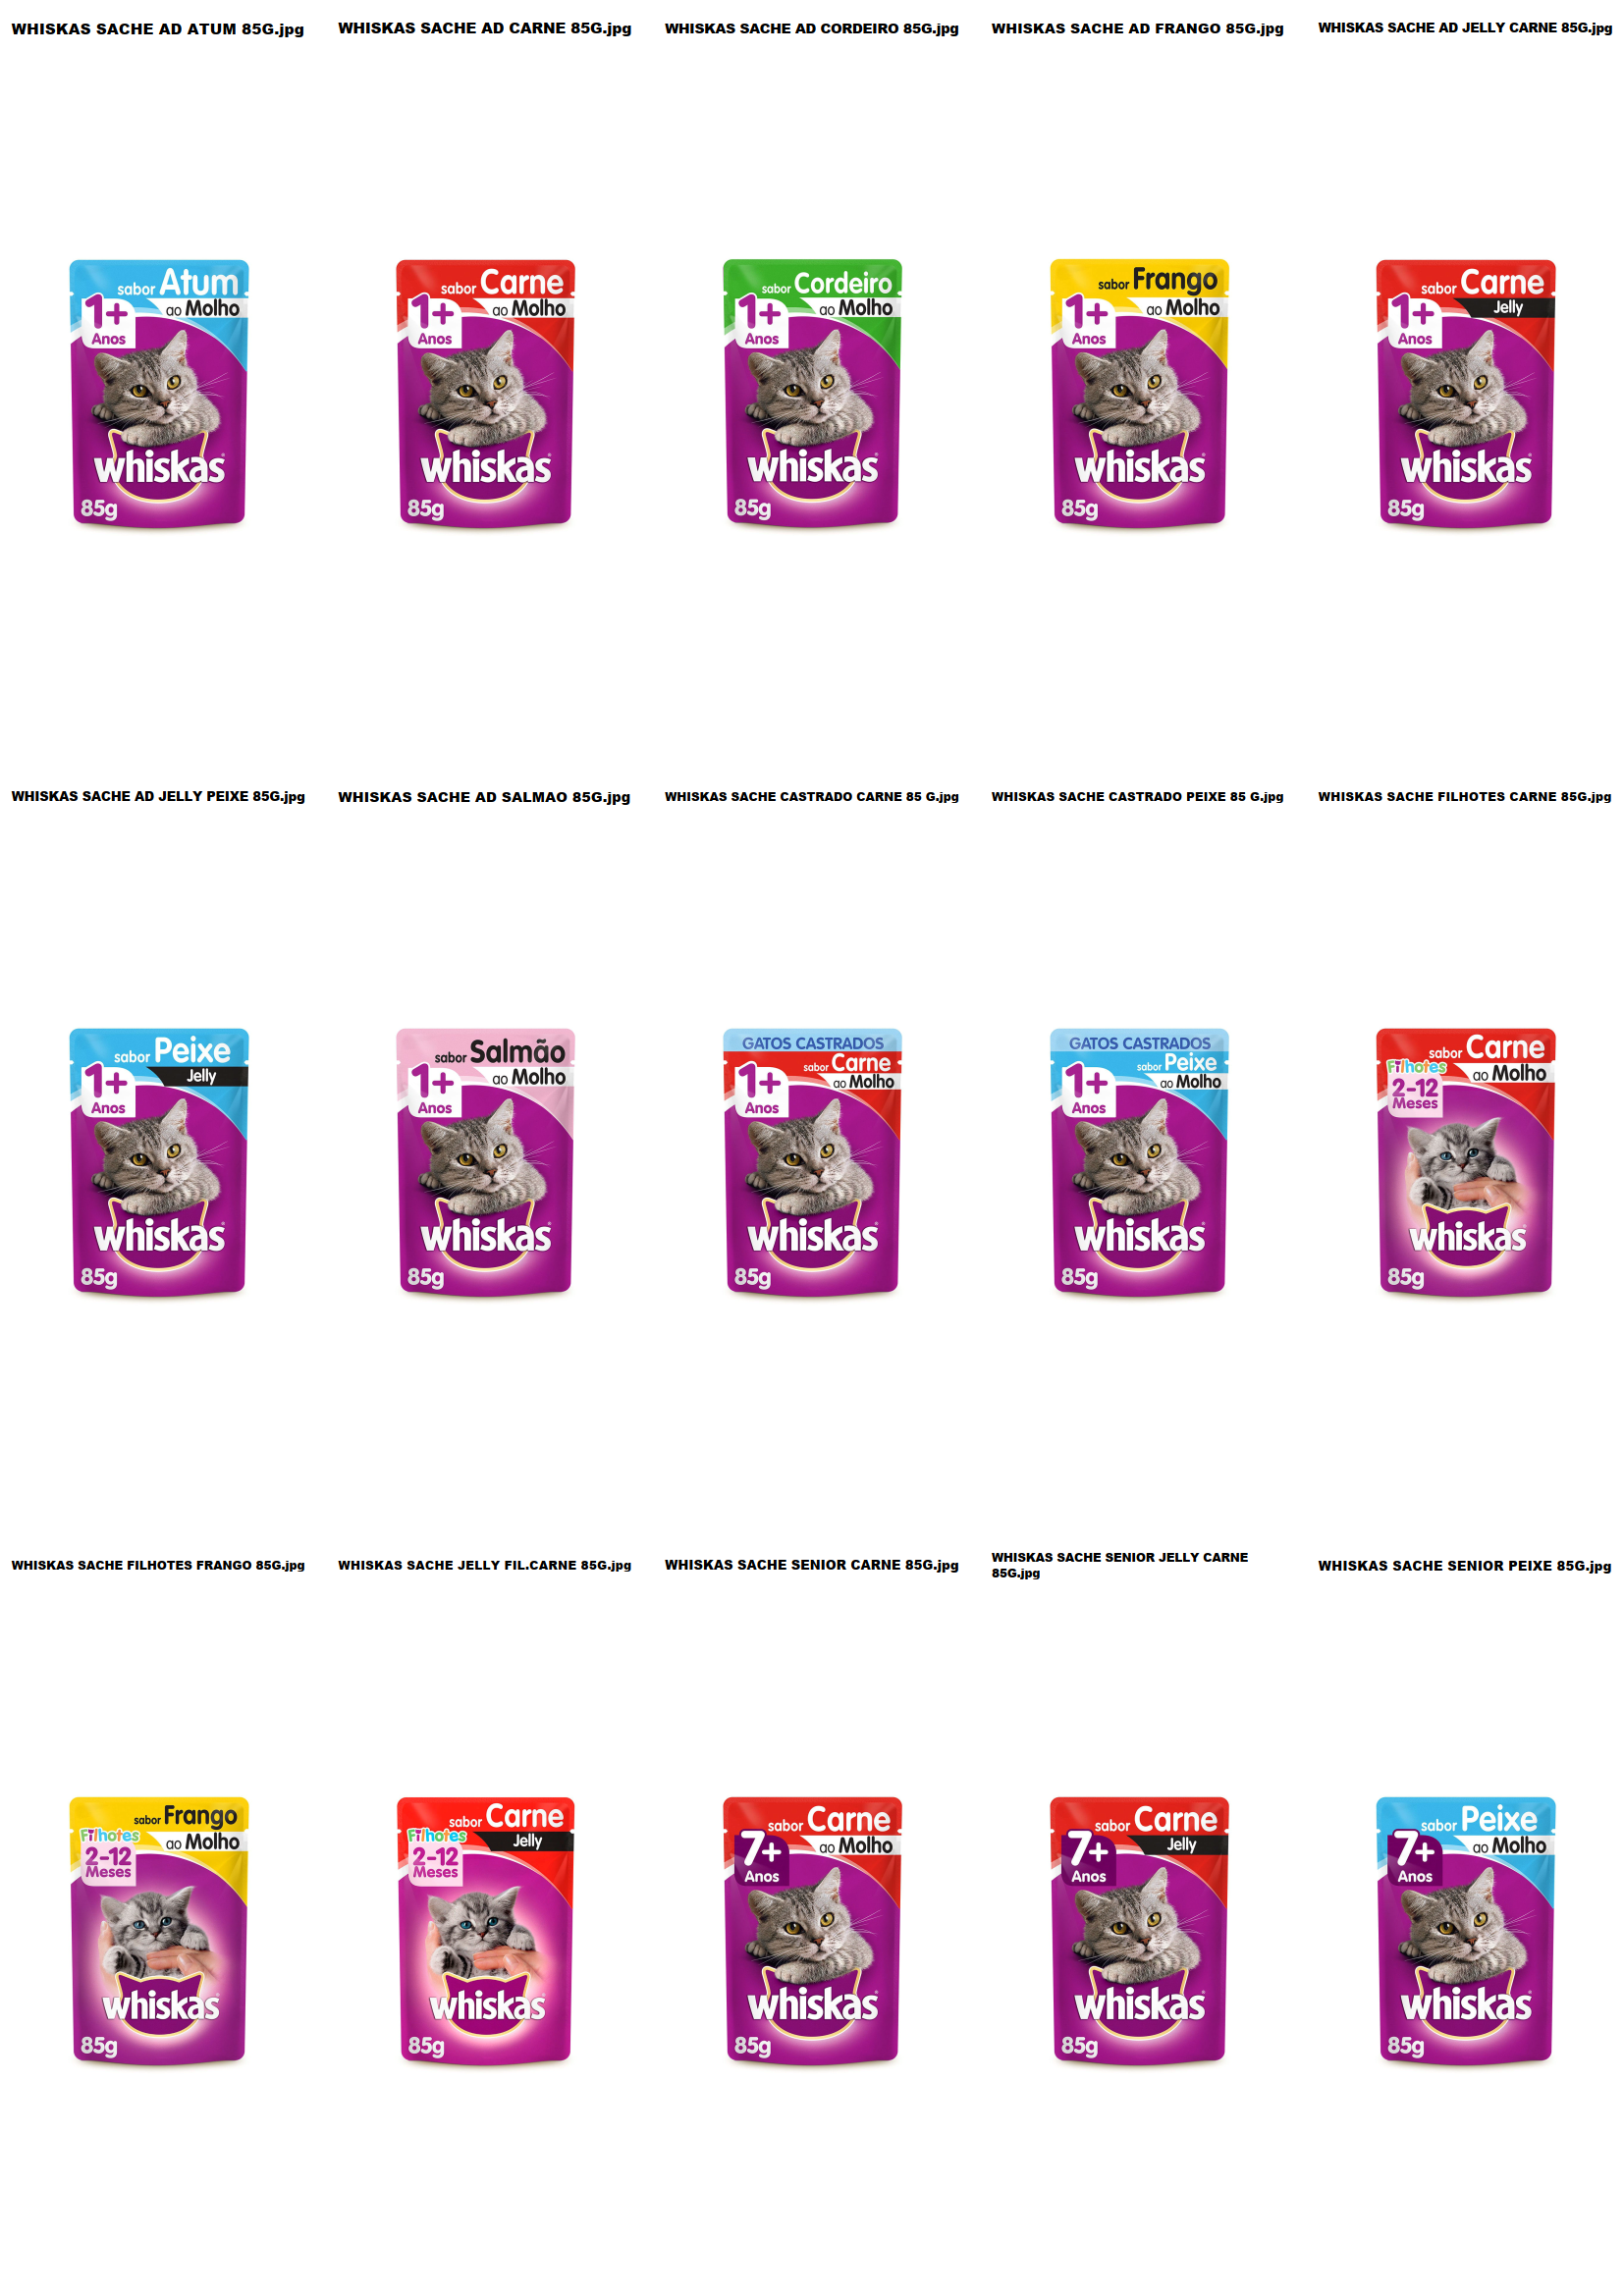 WHISKAS SACHE AD ATUM 85G.jpg
WHISKAS SACHE AD CARNE 85G.jpg
WHISKAS SACHE AD CORDEIRO 85G.jpg
WHISKAS SACHE AD FRANGO 85G.jpg
WHISKAS SACHE AD JELLY CARNE 85G.jpg
sabor Atum
ao Molho
1+
Anos
whiskas
85g
sabor Carne
ao Molho
1+
Anos
whiskas
85g
sabor Cordeiro
ao Molho
1+
Anos
whiskas
85g
sabor Frango
ao Molho
1+
Anos
whiskas
85g
sabor Carne
Jelly
1+
Anos
whiskas
85g
WHISKAS SACHE AD JELLY PEIXE 85G.jpg
WHISKAS SACHE AD SALMAO 85G.jpg
WHISKAS SACHE CASTRADO CARNE 85 G.jpg
WHISKAS SACHE CASTRADO PEIXE 85 G.jpg
WHISKAS SACHE FILHOTES CARNE 85G.jpg
sabor Peixe
Jelly
1+
Anos
whiskas
85g
sabor Salmão
ao Molho
1+
Anos
whiskas
85g
GATOS CASTRADOS
sabor Carne
ao Molho
1+
Anos
whiskas
85g
GATOS CASTRADOS
sabor Peixe
ao Molho
1+
Anos
whiskas
85g
sabor Carne
ao Molho
Filhotes
2-12
Meses
whiskas
85g
WHISKAS SACHE FILHOTES FRANGO 85G.jpg
WHISKAS SACHE JELLY FIL.CARNE 85G.jpg
WHISKAS SACHE SENIOR CARNE 85G.jpg
WHISKAS SACHE SENIOR JELLY CARNE
85G.jpg
WHISKAS SACHE SENIOR PEIXE 85G.jpg
sabor Frango
ao Molho
Filhotes
2-12
Meses
whiskas
85g
sabor Carne
Jelly
Filhotes
2-12
Meses
whiskas
85g
sabor Carne
ao Molho
7+
Anos
whiskas
85g
sabor Carne
Jelly
7+
Anos
whiskas
85g
sabor Peixe
ao Molho
7+
Anos
whiskas
85g